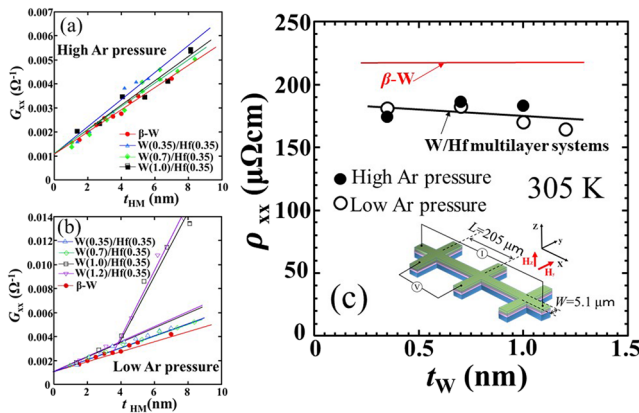 (a)
High Ar pressure
Gxx (Ω⁻¹)
0.007
0.006
0.005
0.004
0.003
0.002
0.001
0
β-W
W(0.35)/Hf(0.35)
W(0.7)/Hf(0.35)
W(1.0)/Hf(0.35)
0 2 4 6 8 10
tHM(nm)
(b)
Gxx (Ω⁻¹)
0.014
0.012
0.01
0.008
0.006
0.004
0.002
0
W(0.35)/Hf(0.35)
W(0.7)/Hf(0.35)
W(1.0)/Hf(0.35)
W(1.2)/Hf(0.35)
β-W
Low Ar pressure
0 2 4 6 8 10
t HM(nm)
ρ xx (μΩcm)
250
200
150
100
50
0
β-W
W/Hf multilayer systems
High Ar pressure
Low Ar pressure
305 K
L=205 μm
I
V
Z
y
X
W=5.1 μm
(c)
0 0.5 1.0 1.5
tW (nm)